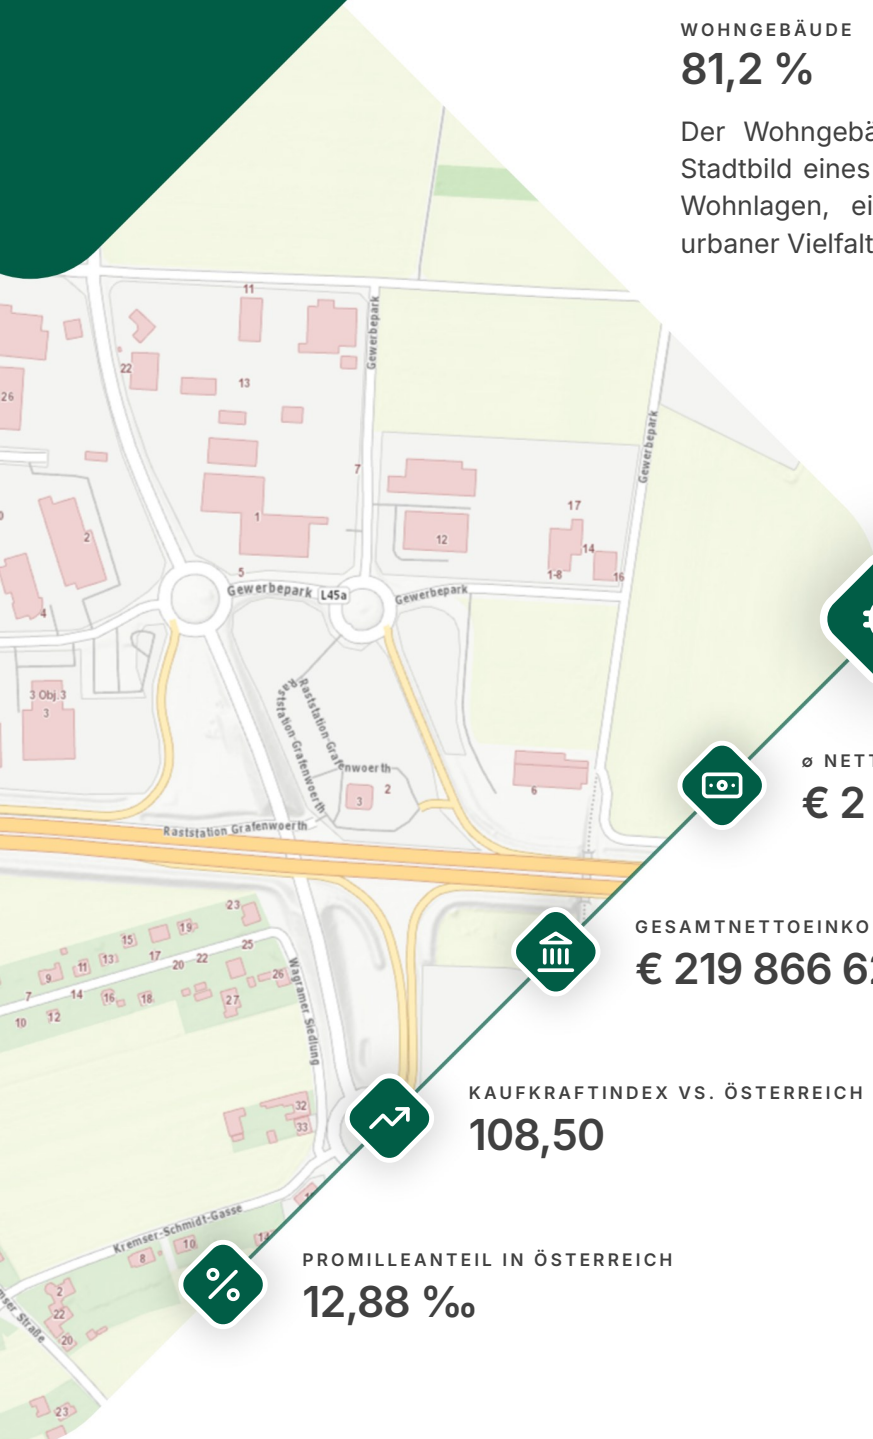 WOHNGEBÄUDE
81,2 %
Der Wohngebä
Stadtbild eines
Wohnlagen, ei
urbaner Vielfalt
11
Gewerbepark
22
13
26
Gewerbepark
7
17
1
2
12
14
1-8
16
5
Gewerbepark
L45a
Gewerbepark
4
3 Obj.3
3
Raststation-Grafenwoerth
Raststation-Grafenwoerth
2
3
6
Raststation Grafenwoerth
ø NETT
€ 2
23
19
15
25
13
17
22
11
20
9
26
14
16
18
27
7
12
10
Wagramer Siedlung
GESAMTNETTOEINKO
€ 219 866 62
32
33
KAUFKRAFTINDEX VS. ÖSTERREICH
108,50
Kremser-Schmidt-Gasse
14
10
8
2
22
20
23
mser Straße
PROMILLEANTEIL IN ÖSTERREICH
12,88 ‰